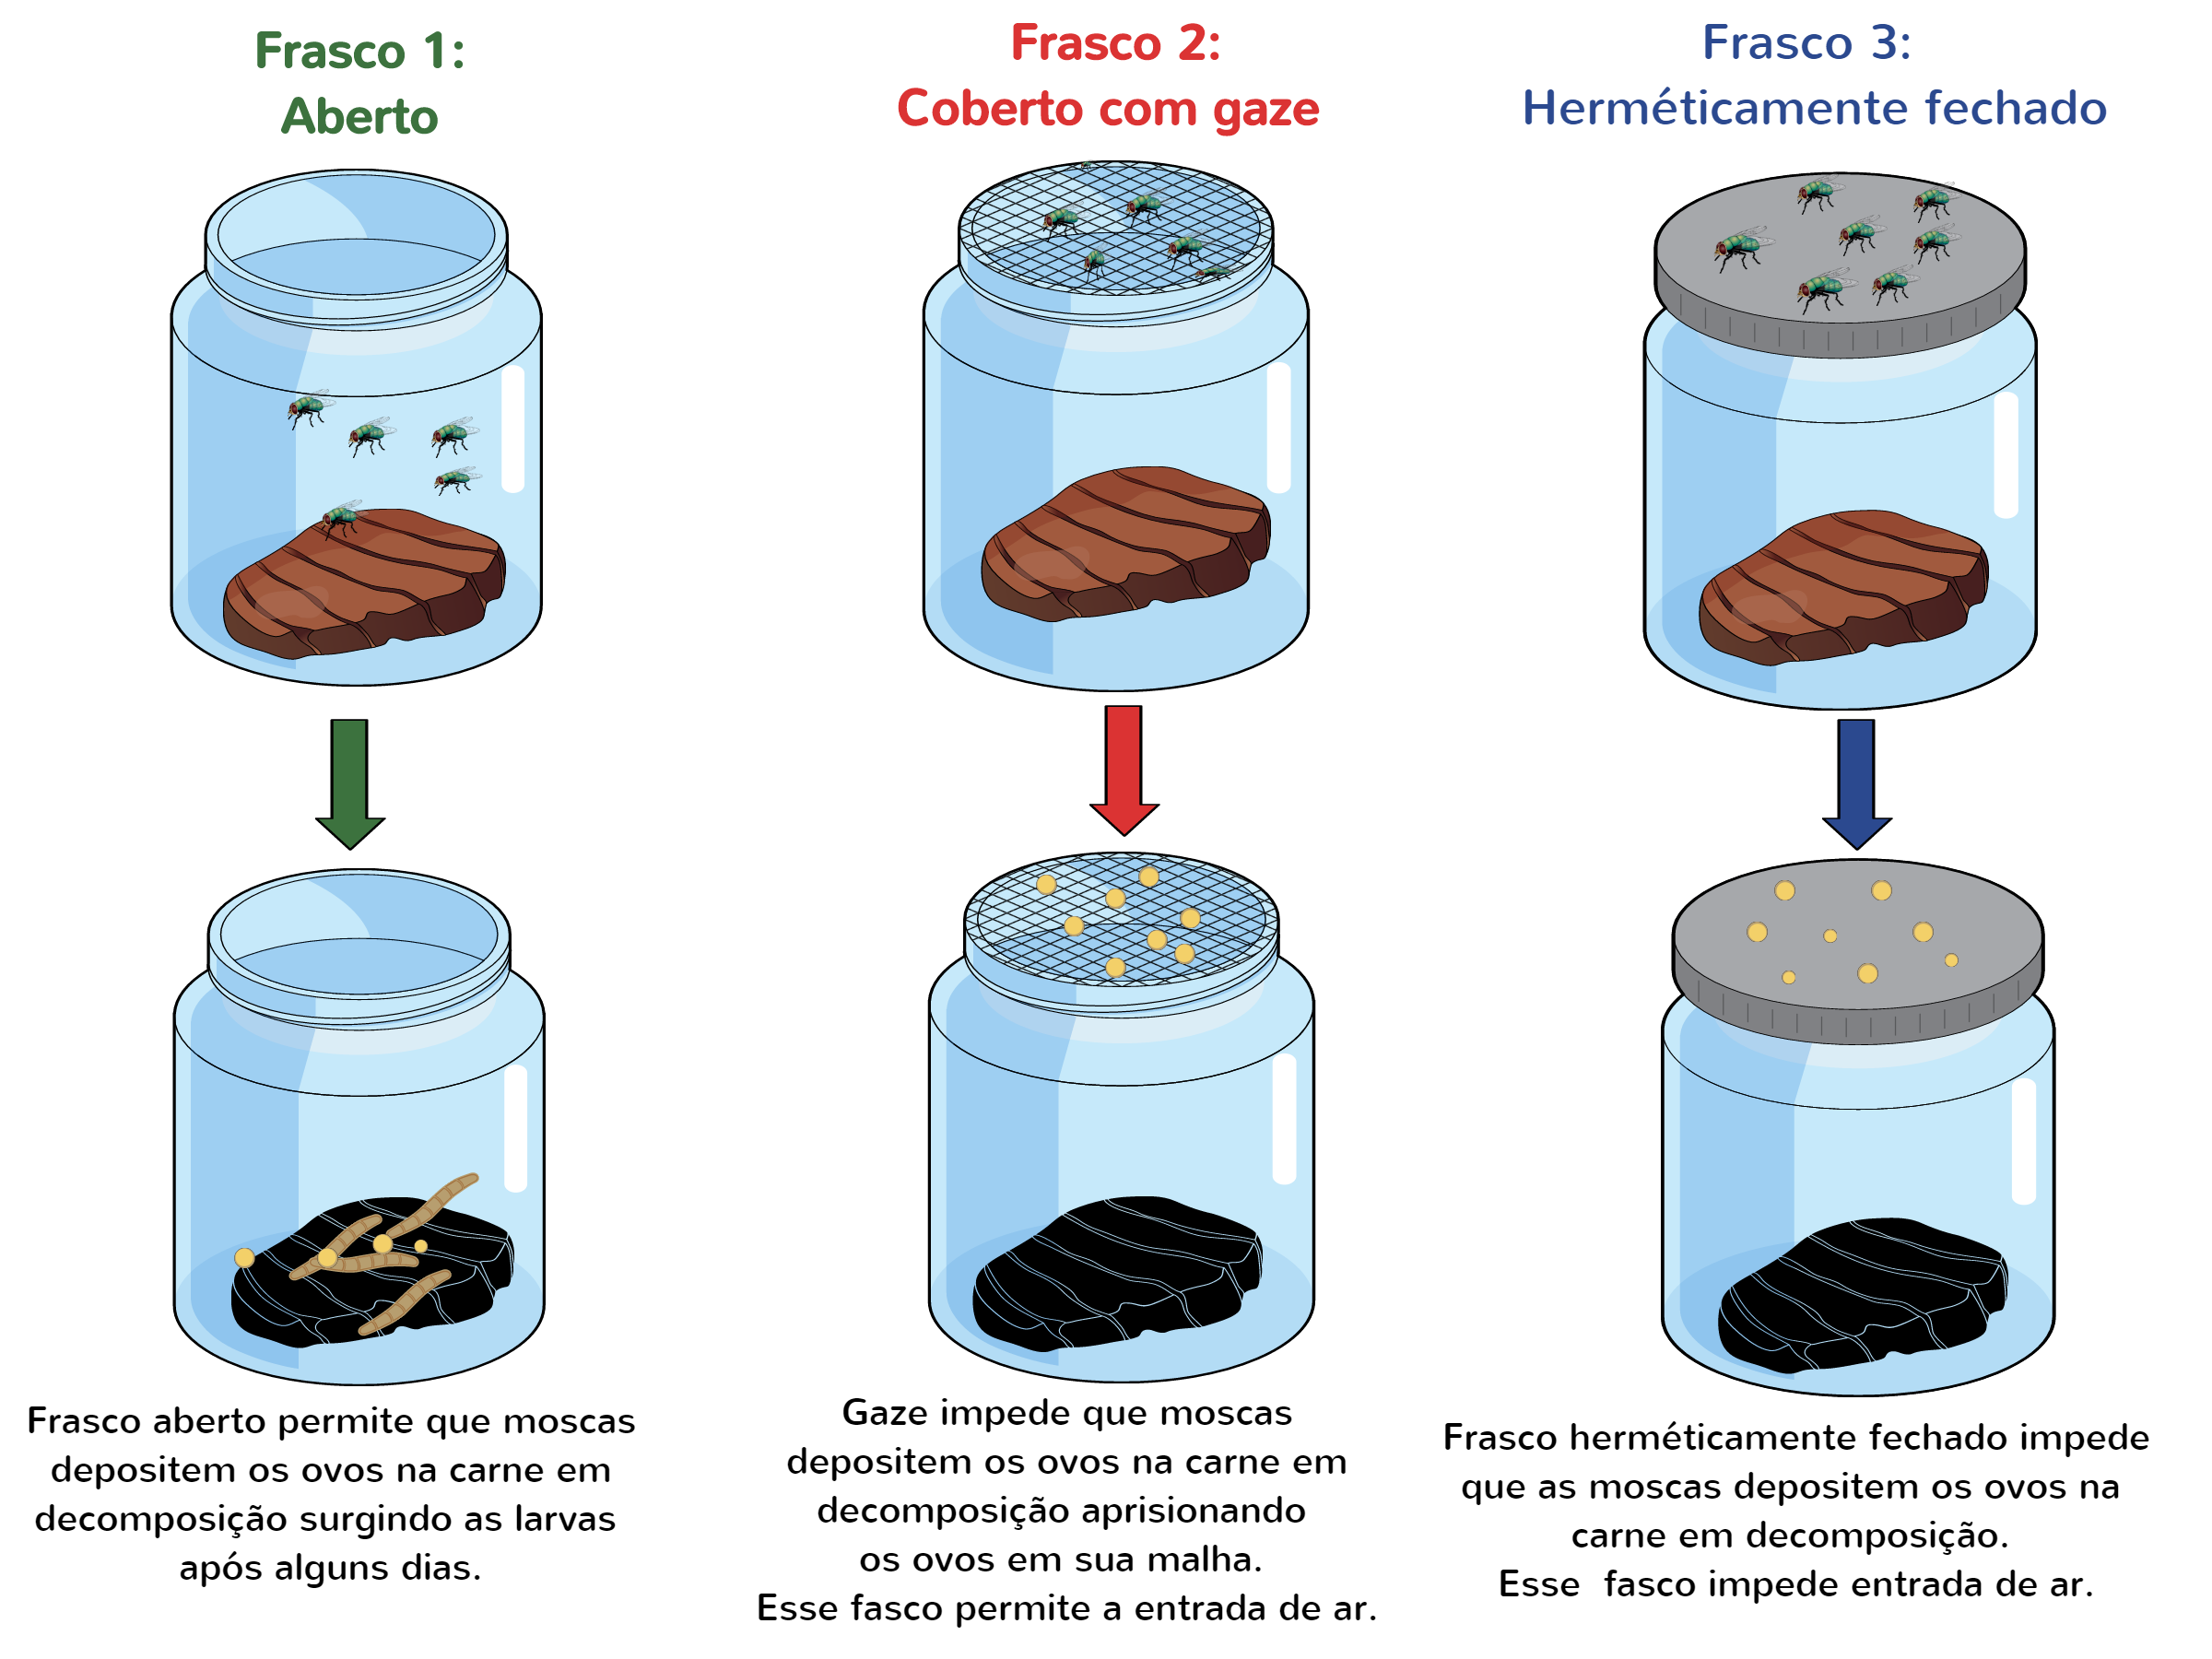 Frasco 1:
Aberto
Frasco 2:
Coberto com gaze
Frasco 3:
Herméticamente fechado
Frasco aberto permite que moscas
depositem os ovos na carne em
decomposição surgindo as larvas
após alguns dias.
Gaze impede que moscas
depositem os ovos na carne em
decomposição aprisionando
os ovos em sua malha.
Esse fasco permite a entrada de ar.
Frasco herméticamente fechado impede
que as moscas depositem os ovos na
carne em decomposição.
Esse fasco impede entrada de ar.